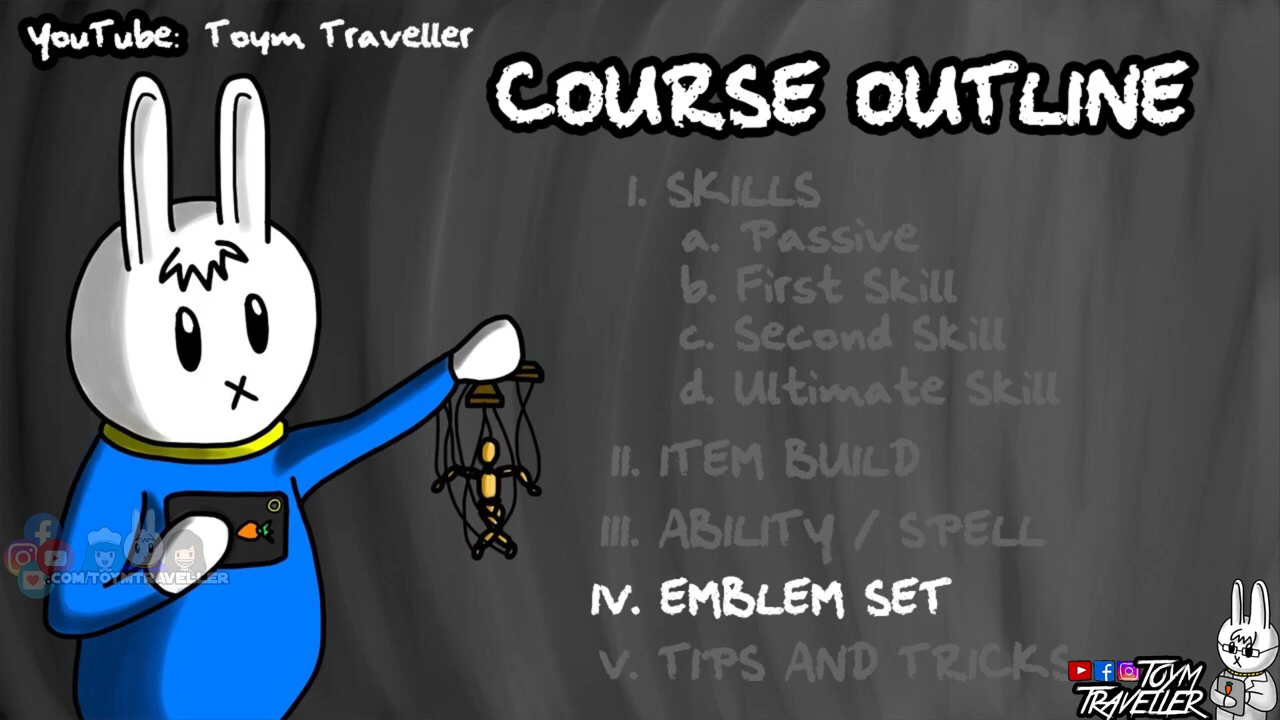 YouTube: Toym Traveller
COURSE OUTLINE
I. SKILLS
a. Passive
b. First Skill
c. Second Skill
d. Ultimate Skill
II. ITEM BUILD
III. ABILITY / SPELL
IV. EMBLEM SET
V. TIPS AND TRICKS
.COM/TOYMTRAVELLER
TOYM
TRAVELLER